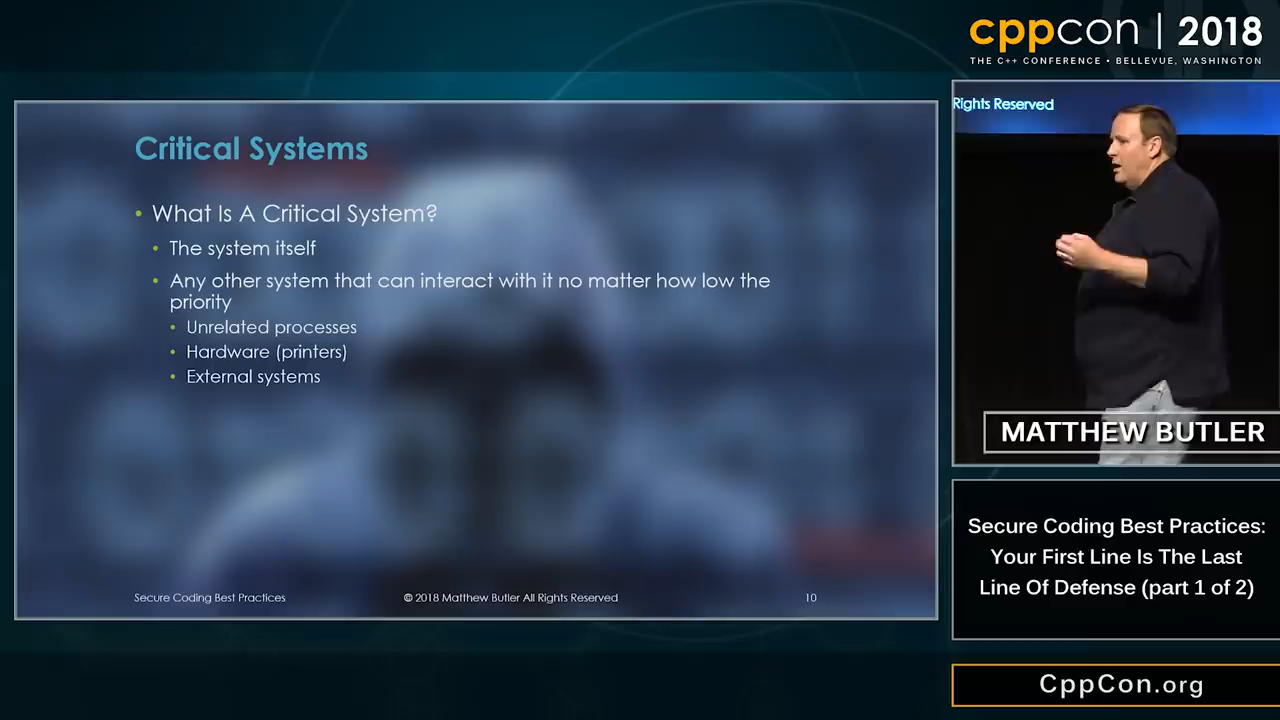 cppcon | 2018
THE C++ CONFERENCE • BELLEVUE, WASHINGTON
Rights Reserved
Critical Systems
• What Is A Critical System?
• The system itself
• Any other system that can interact with it no matter how low the
priority
• Unrelated processes
• Hardware (printers)
• External systems
Secure Coding Best Practices
© 2018 Matthew Butler All Rights Reserved
10
MATTHEW BUTLER
Secure Coding Best Practices:
Your First Line Is The Last
Line Of Defense (part 1 of 2)
CppCon.org